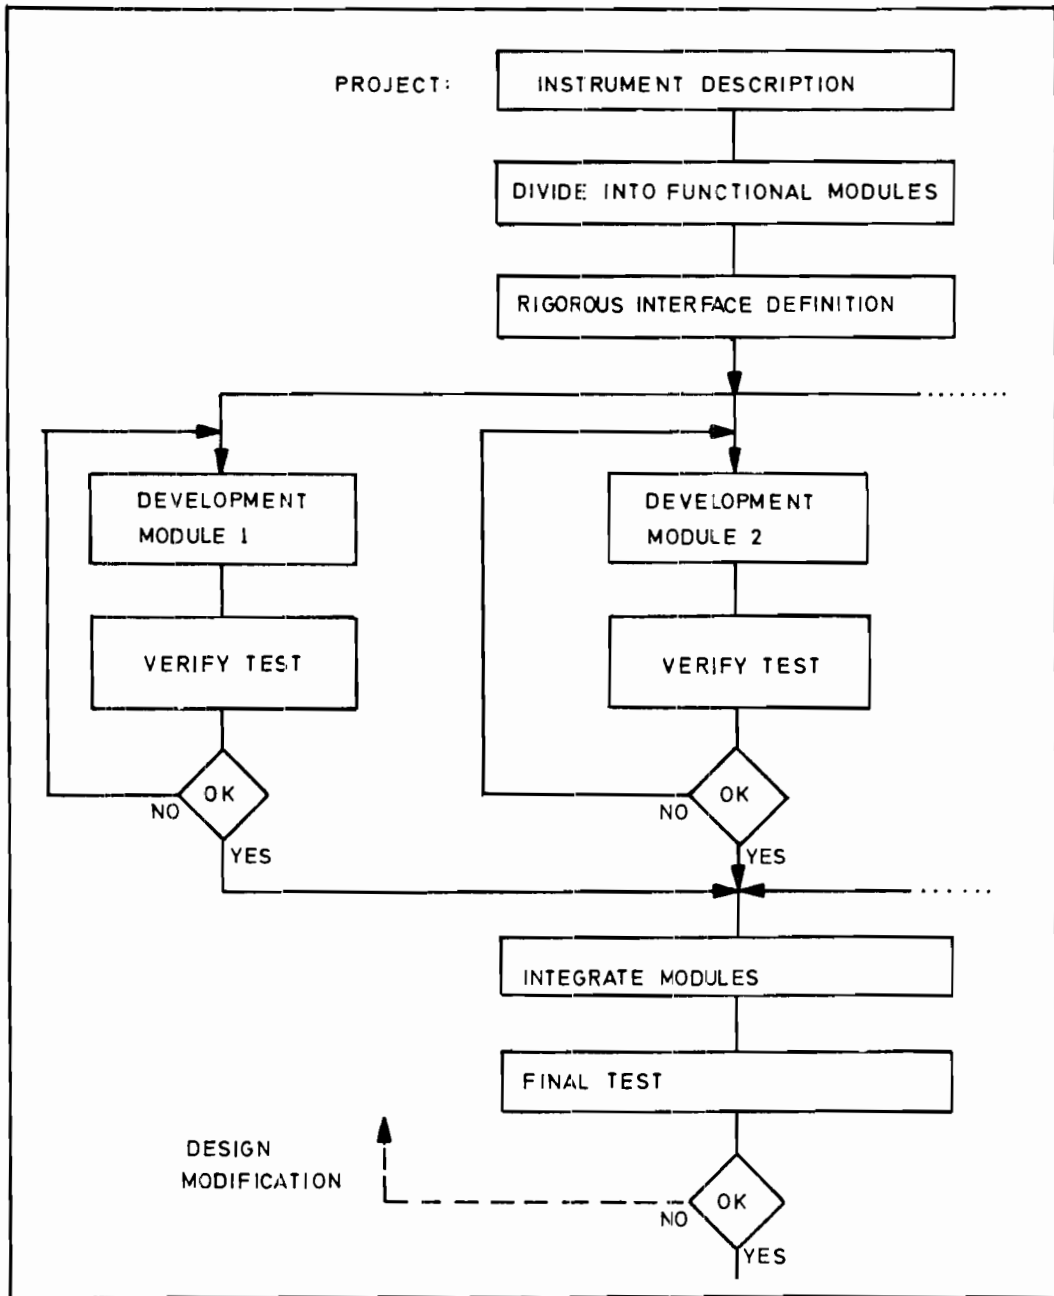 PROJECT: INSTRUMENT DESCRIPTION
DIVIDE INTO FUNCTIONAL MODULES
RIGOROUS INTERFACE DEFINITION
DEVELOPMENT
MODULE 1
VERIFY TEST
OK
NO
YES
DEVELOPMENT
MODULE 2
VERIFY TEST
OK
NO
YES
INTEGRATE MODULES
FINAL TEST
DESIGN
MODIFICATION
OK
NO
YES